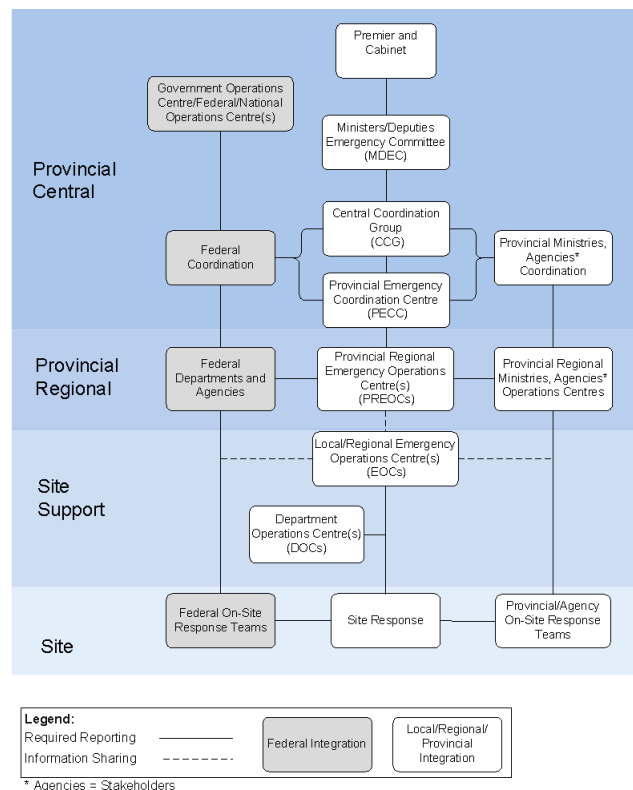 Premier and
Cabinet
Government Operations
Centre/Federal/National
Operations Centre(s)
Ministers/Deputies
Emergency Committee
(MDEC)
Provincial
Central
Central Coordination
Group
(CCG)
Federal
Coordination
Provincial Ministries,
Agencies*
Coordination
Provincial Emergency
Coordination Centre
(PECC)
Provincial
Regional
Federal
Departments and
Agencies
Provincial Regional
Emergency Operations
Centre(s)
(PREOCs)
Provincial Regional
Ministries, Agencies*
Operations Centres
Local/Regional Emergency
Operations Centre(s)
(EOCs)
Site
Support
Department
Operations Centre(s)
(DOCs)
Site
Federal On-Site
Response Teams
Site Response
Provincial/Agency
On-Site Response
Teams
Legend:
Required Reporting
Information Sharing
Federal Integration
Local/Regional/
Provincial
Integration
* Agencies = Stakeholders